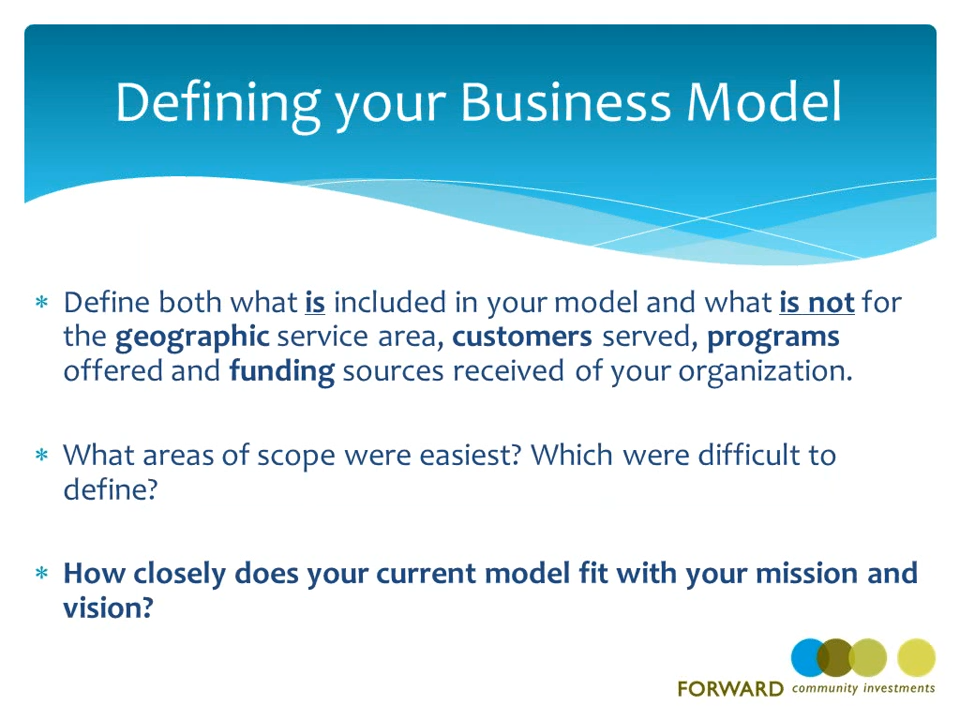 Defining your Business Model
* Define both what is included in your model and what is not for
the geographic service area, customers served, programs
offered and funding sources received of your organization.
* What areas of scope were easiest? Which were difficult to
define?
* How closely does your current model fit with your mission and
vision?
FORWARD community investments